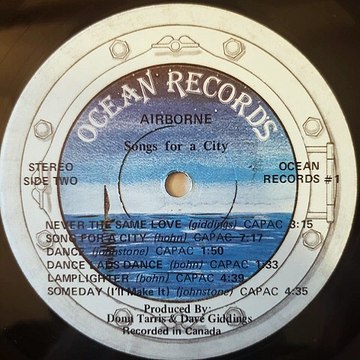 OCEAN RECORDS
AIRBORNE
Songs for a City
STEREO
SIDE TWO
OCEAN
RECORDS #1
NEVER THE SAME LOVE (giddings) CAPAC 3:15
SONG FOR A CITY (bohn) CAPAC 7:17
DANCE (johnstone) CAPAC 1:50
DANCE LADS DANCE (bohn) CAPAC 1:33
LAMPLIGHTER (bohn) CAPAC 4:39
SOMEDAY (I'll Make It) (johnstone) CAPAC 4:35
Produced By:
Doug Tarris & Dave Giddings
Recorded in Canada